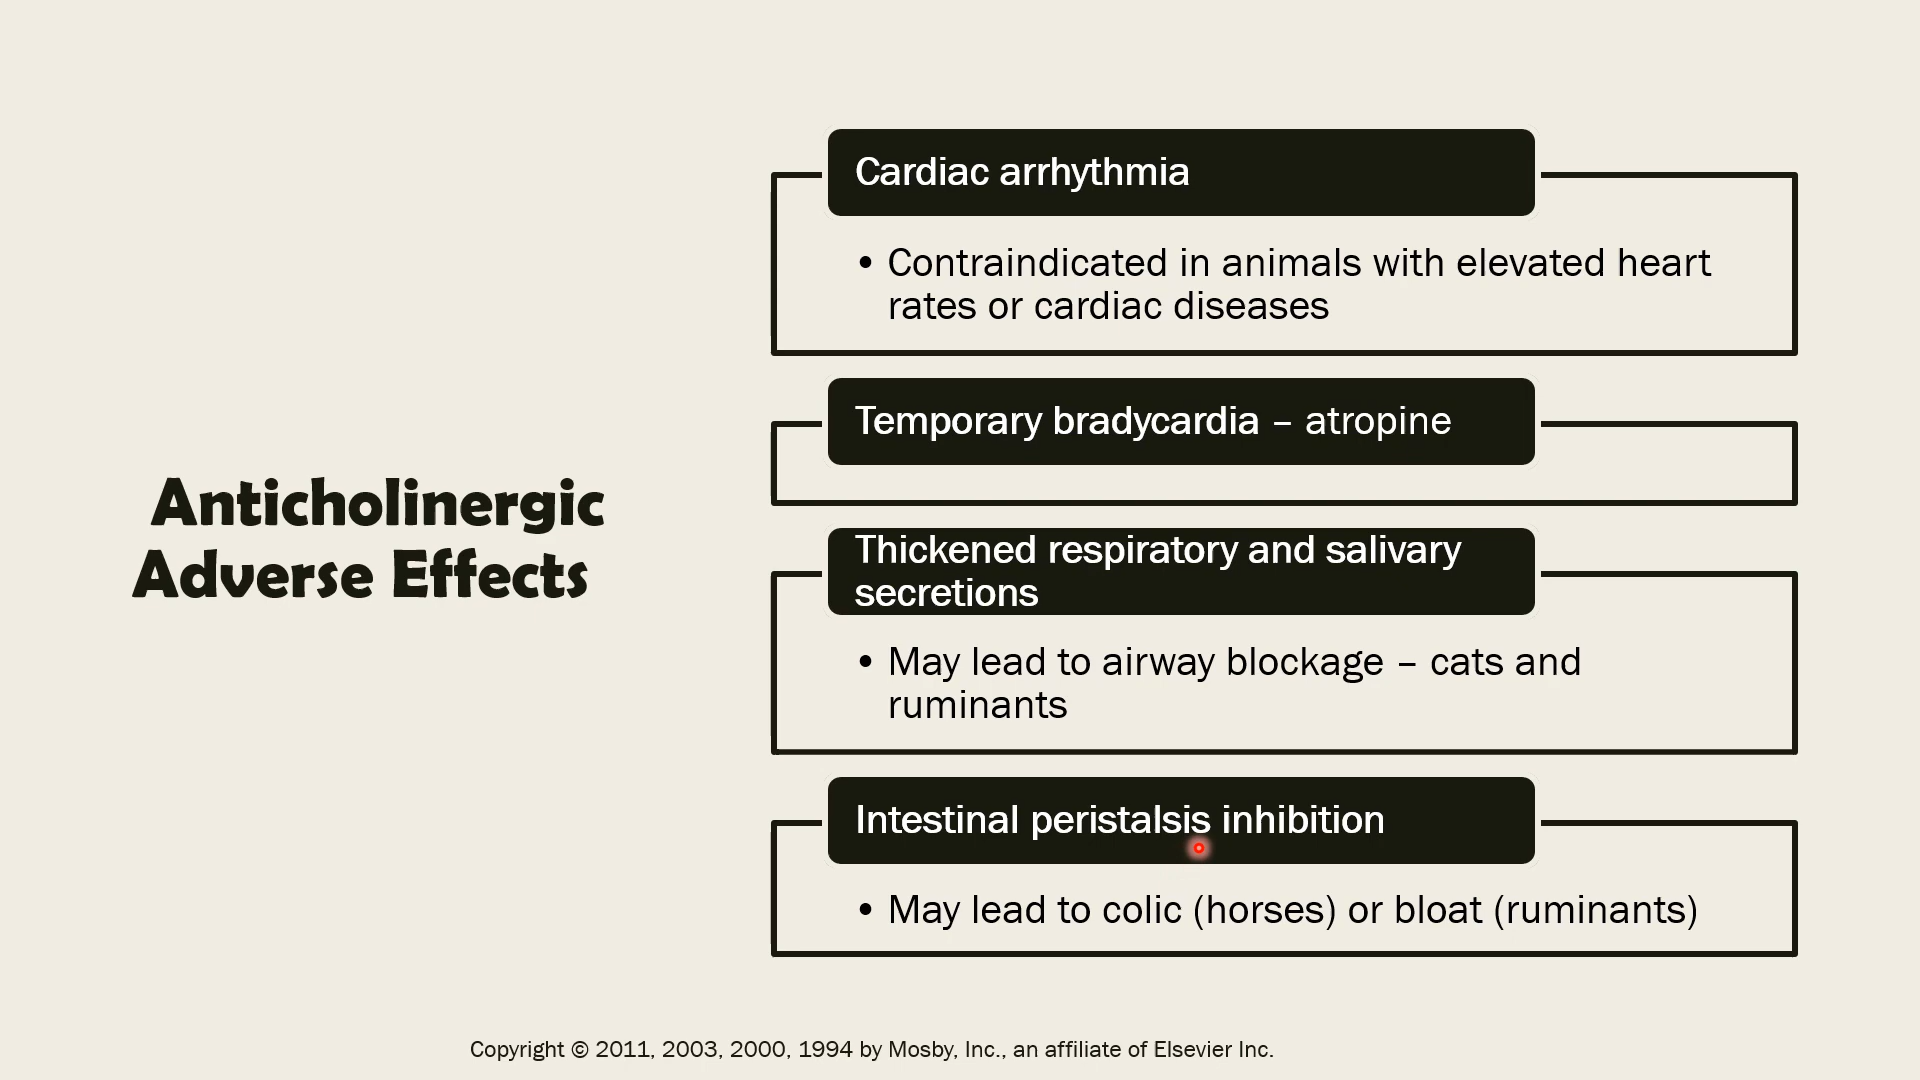 Anticholinergic
Adverse Effects
Cardiac arrhythmia
• Contraindicated in animals with elevated heart
rates or cardiac diseases
Temporary bradycardia – atropine
Thickened respiratory and salivary
secretions
• May lead to airway blockage – cats and
ruminants
Intestinal peristalsis inhibition
• May lead to colic (horses) or bloat (ruminants)
Copyright © 2011, 2003, 2000, 1994 by Mosby, Inc., an affiliate of Elsevier Inc.